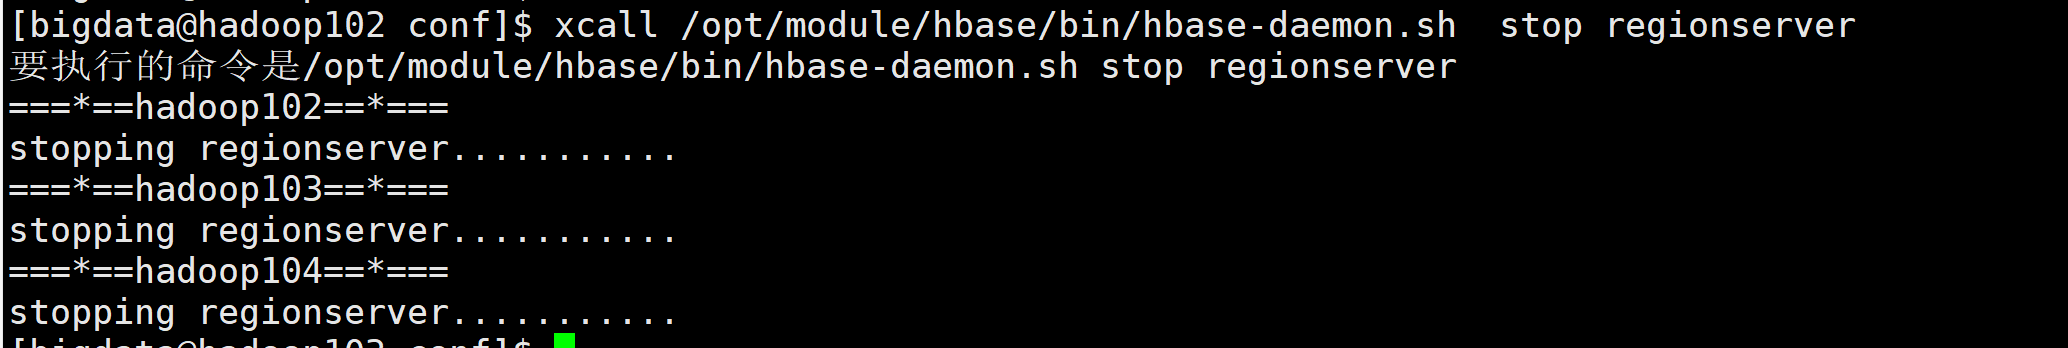 [bigdata@hadoop102 conf]$ xcall /opt/module/hbase/bin/hbase-daemon.sh  stop regionserver
要执行的命令是/opt/module/hbase/bin/hbase-daemon.sh stop regionserver
===*==hadoop102==*===
stopping regionserver...........
===*==hadoop103==*===
stopping regionserver...........
===*==hadoop104==*===
stopping regionserver...........
[bigdata@hadoop102 conf]$